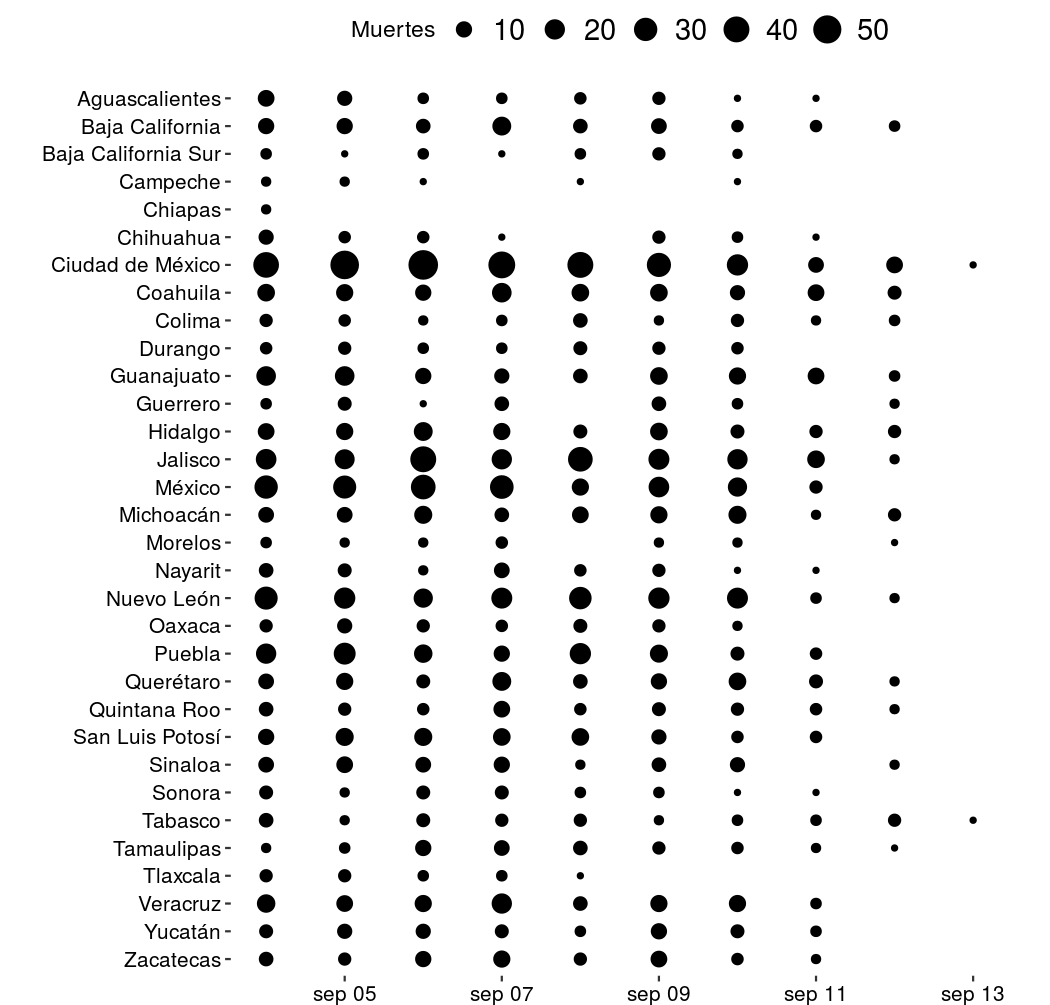 Muertes 10 20 30 40 50
Aguascalientes
Baja California
Baja California Sur
Campeche
Chiapas
Chihuahua
Ciudad de México
Coahuila
Colima
Durango
Guanajuato
Guerrero
Hidalgo
Jalisco
México
Michoacán
Morelos
Nayarit
Nuevo León
Oaxaca
Puebla
Querétaro
Quintana Roo
San Luis Potosí
Sinaloa
Sonora
Tabasco
Tamaulipas
Tlaxcala
Veracruz
Yucatán
Zacatecas
sep 05 sep 07 sep 09 sep 11 sep 13